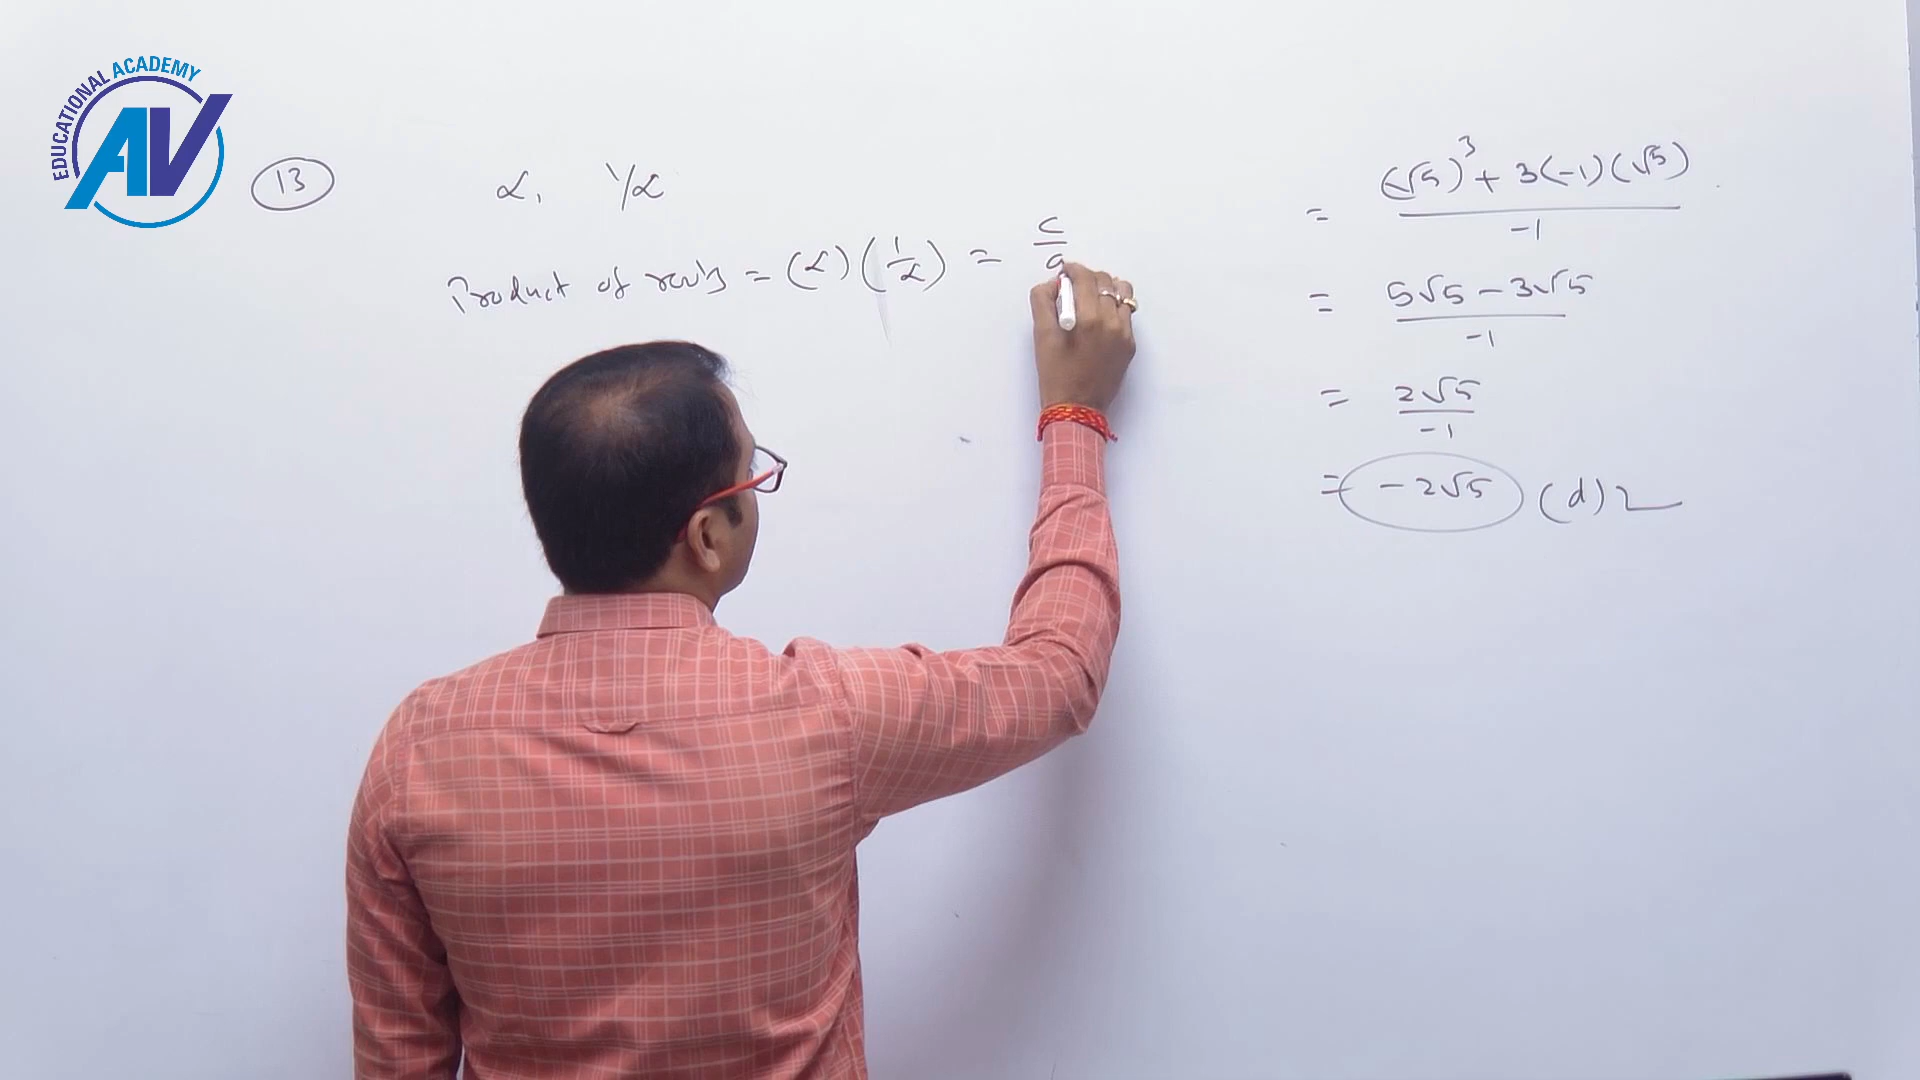 EDUCATIONAL ACADEMY
AV
13
α, 1/α
Product of roots = (α) (1/α) = c/a
= ((√5)³ + 3(-1)(√5))/-1
= (5√5 - 3√5)/-1
= 2√5/-1
= -2√5 (d)